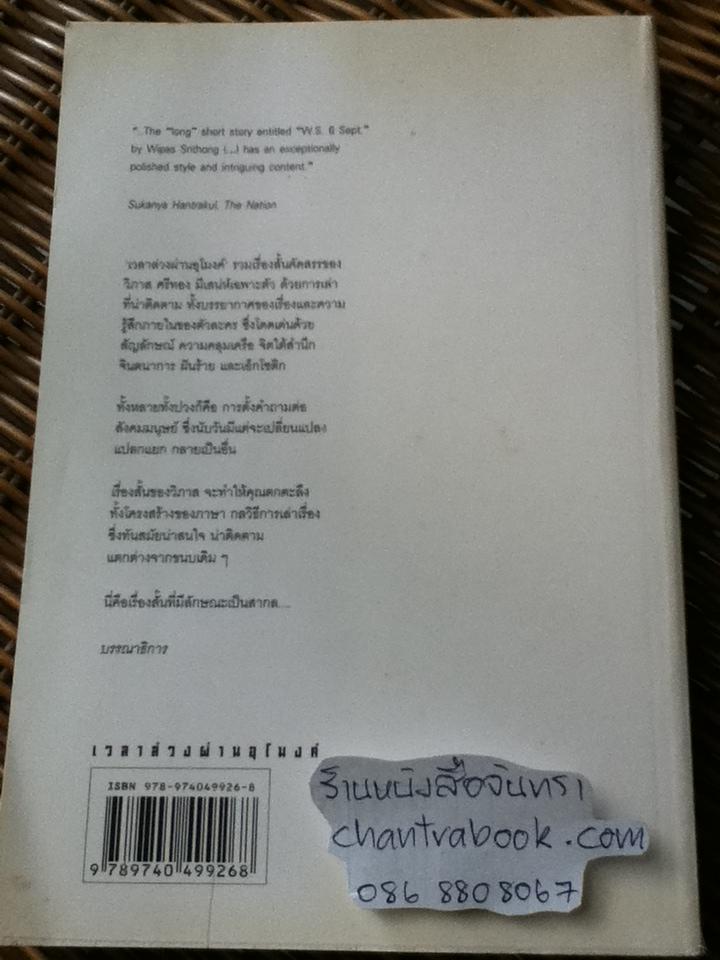 "...The "long" short story entitled "W.S. 6 Sept."
by Wipas Srithong (...) has an exceptionally
polished style and intriguing content."
Sukanya Hantrakul, The Nation
'เวลาล่วงผ่านอุโมงค์' รวมเรื่องสั้นคัดสรรของ
วิภาส ศรีทอง มีเสน่ห์เฉพาะตัว ด้วยการเล่า
ที่น่าติดตาม ทั้งบรรยากาศของเรื่องและความ
รู้สึกภายในของตัวละคร ซึ่งโดดเด่นด้วย
สัญลักษณ์ ความคลุมเครือ จิตใต้สำนึก
จินตนาการ ฝันร้าย และเอ็กโซติก
ทั้งหลายทั้งปวงก็คือ การตั้งคำถามต่อ
สังคมมนุษย์ ซึ่งนับวันมีแต่จะเปลี่ยนแปลง
แปลกแยก กลายเป็นอื่น
เรื่องสั้นของวิภาส จะทำให้คุณตกตะลึง
ทั้งโครงสร้างของภาษา กลวิธีการเล่าเรื่อง
ซึ่งทันสมัยน่าสนใจ น่าติดตาม
แตกต่างจากขนบเดิม ๆ
นี่คือเรื่องสั้นที่มีลักษณะเป็นสากล...
บรรณาธิการ
เวลาล่วงผ่านอุโมงค์
ISBN 978-974049926-8
9 789740 499268
ร้านหนังสือจันทรา
chantrabook.com
086 8808067